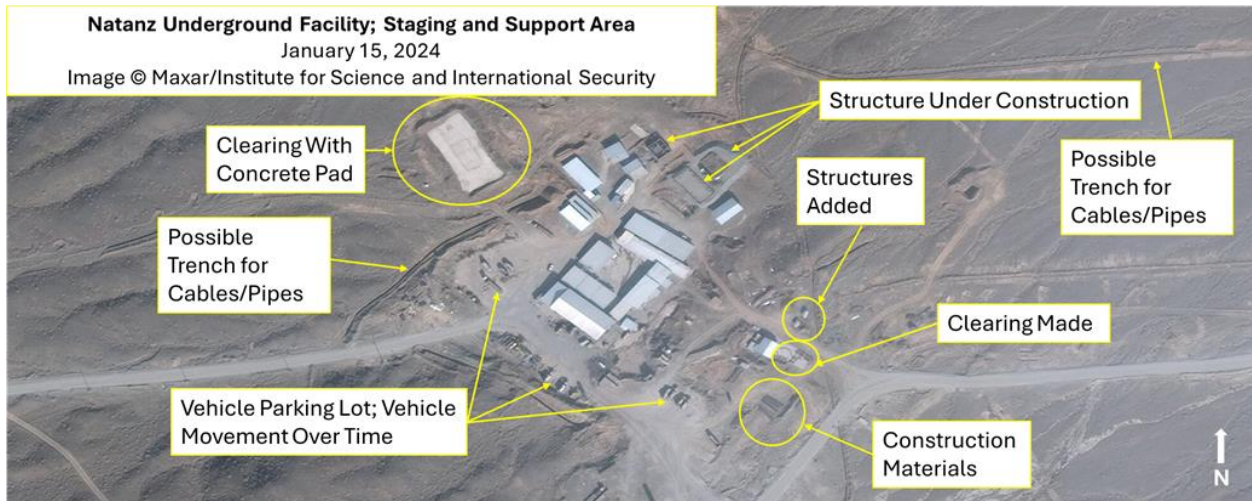 Natanz Underground Facility; Staging and Support Area
January 15, 2024
Image © Maxar/Institute for Science and International Security
Structure Under Construction
Clearing With
Concrete Pad
Possible
Trench for
Cables/Pipes
Structures
Added
Possible
Trench for
Cables/Pipes
Clearing Made
Vehicle Parking Lot; Vehicle
Movement Over Time
Construction
Materials
N